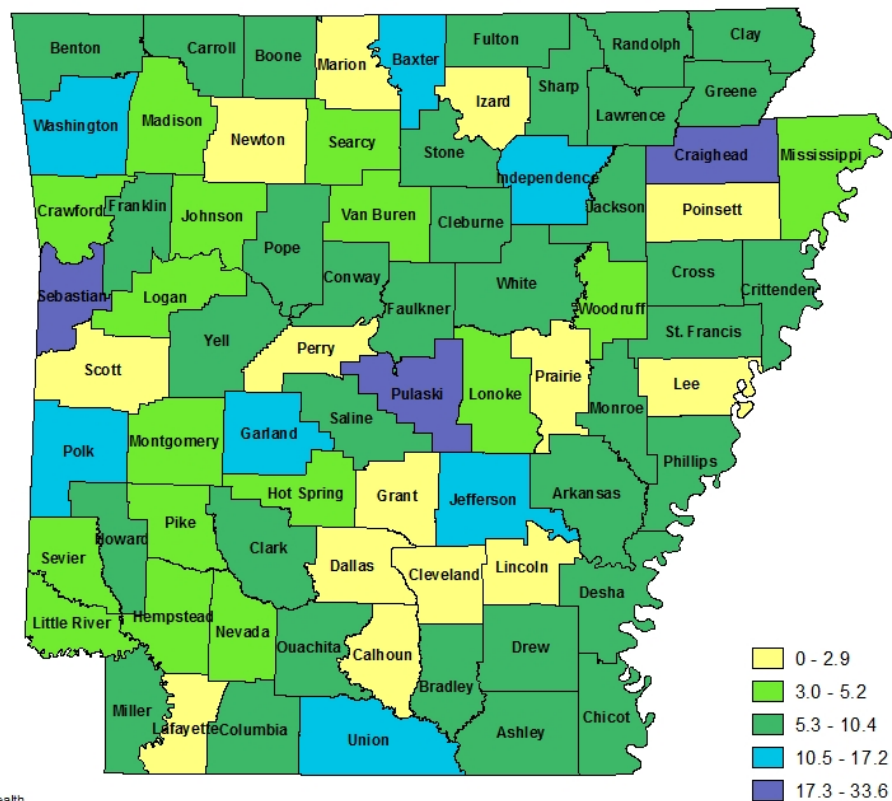 Benton
Carroll
Boone
Marion
Baxter
Fulton
Randolph
Clay
Washington
Madison
Newton
Searcy
Stone
Izard
Sharp
Lawrence
Greene
Independence
Craighead
Mississippi
Crawford
Franklin
Johnson
Pope
Van Buren
Cleburne
Jackson
Poinsett
Sebastian
Logan
Conway
Faulkner
White
Woodruff
Cross
Crittenden
St. Francis
Scott
Yell
Perry
Pulaski
Lonoke
Prairie
Monroe
Lee
Polk
Montgomery
Garland
Saline
Phillips
Hot Spring
Grant
Jefferson
Arkansas
Howard
Pike
Clark
Dallas
Cleveland
Lincoln
Desha
Sevier
Little River
Hempstead
Nevada
Ouachita
Calhoun
Bradley
Drew
Miller
Lafayette
Columbia
Union
Ashley
Chicot
0 - 2.9
3.0 - 5.2
5.3 - 10.4
10.5 - 17.2
17.3 - 33.6